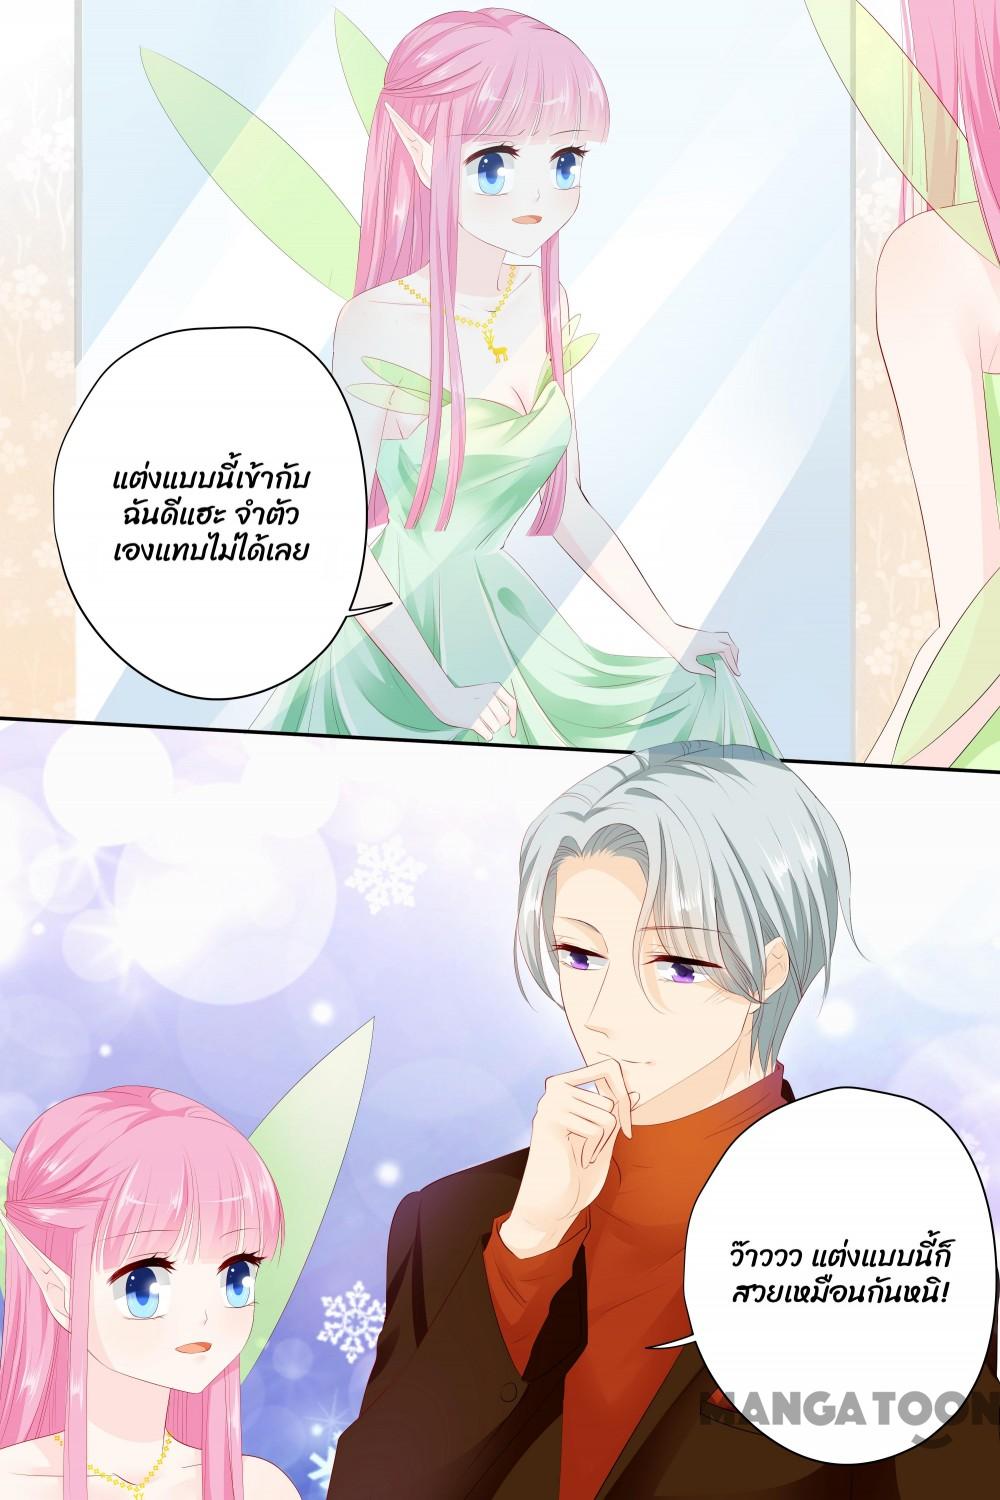 แต่งแบบนี้เข้ากับ
ฉันดีแฮะ จำตัว
เองแทบไม่ได้เลย
ว๊าววว แต่งแบบนี้ก็
สวยเหมือนกันหนิ!
MANGATOON